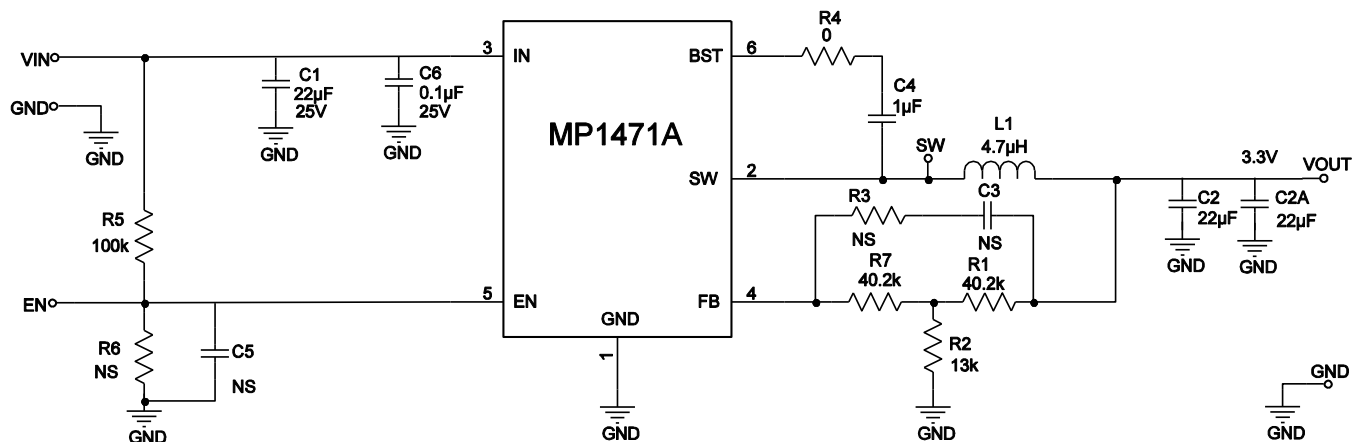 VIN
GND
GND
R5
100k
EN
R6
NS
C5
NS
GND
C1
22µF
25V
GND
C6
0.1µF
25V
GND
3
IN
5
EN
MP1471A
GND
1
GND
BST
6
SW
2
FB
4
R4
0
C4
1µF
SW
L1
4.7µH
R3
NS
C3
NS
R7
40.2k
R1
40.2k
R2
13k
GND
3.3V
VOUT
C2
22µF
GND
C2A
22µF
GND
GND
GND